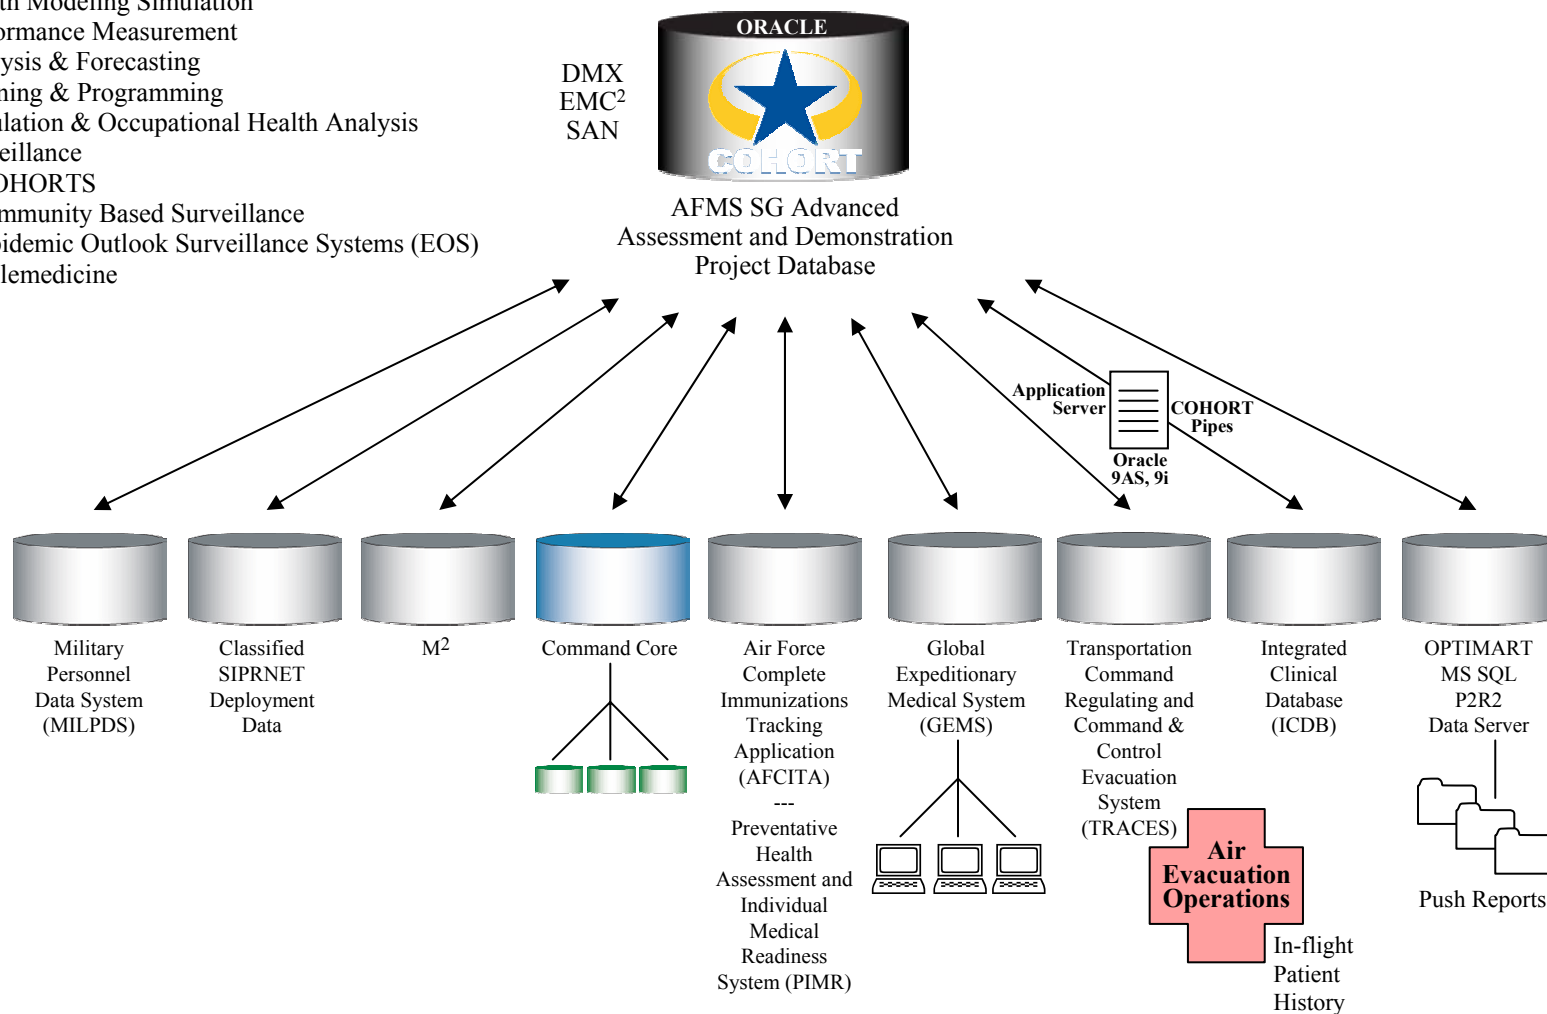 th Modeling Simulation
ormance Measurement
ysis & Forecasting
ning & Programming
ulation & Occupational Health Analysis
eillance
OHORTS
mmunity Based Surveillance
idemic Outlook Surveillance Systems (EOS)
lemedicine
ORACLE
COHORT
DMX
EMC²
SAN
AFMS SG Advanced
Assessment and Demonstration
Project Database
Application
Server
COHORT
Pipes
Oracle
9AS, 9i
Military
Personnel
Data System
(MILPDS)
Classified
SIPRNET
Deployment
Data
M²
Command Core
Air Force
Complete
Immunizations
Tracking
Application
(AFCITA)
---
Preventative
Health
Assessment and
Individual
Medical
Readiness
System (PIMR)
Global
Expeditionary
Medical System
(GEMS)
Transportation
Command
Regulating and
Command &
Control
Evacuation
System
(TRACES)
Air
Evacuation
Operations
In-flight
Patient
History
Integrated
Clinical
Database
(ICDB)
OPTIMART
MS SQL
P2R2
Data Server
Push Reports